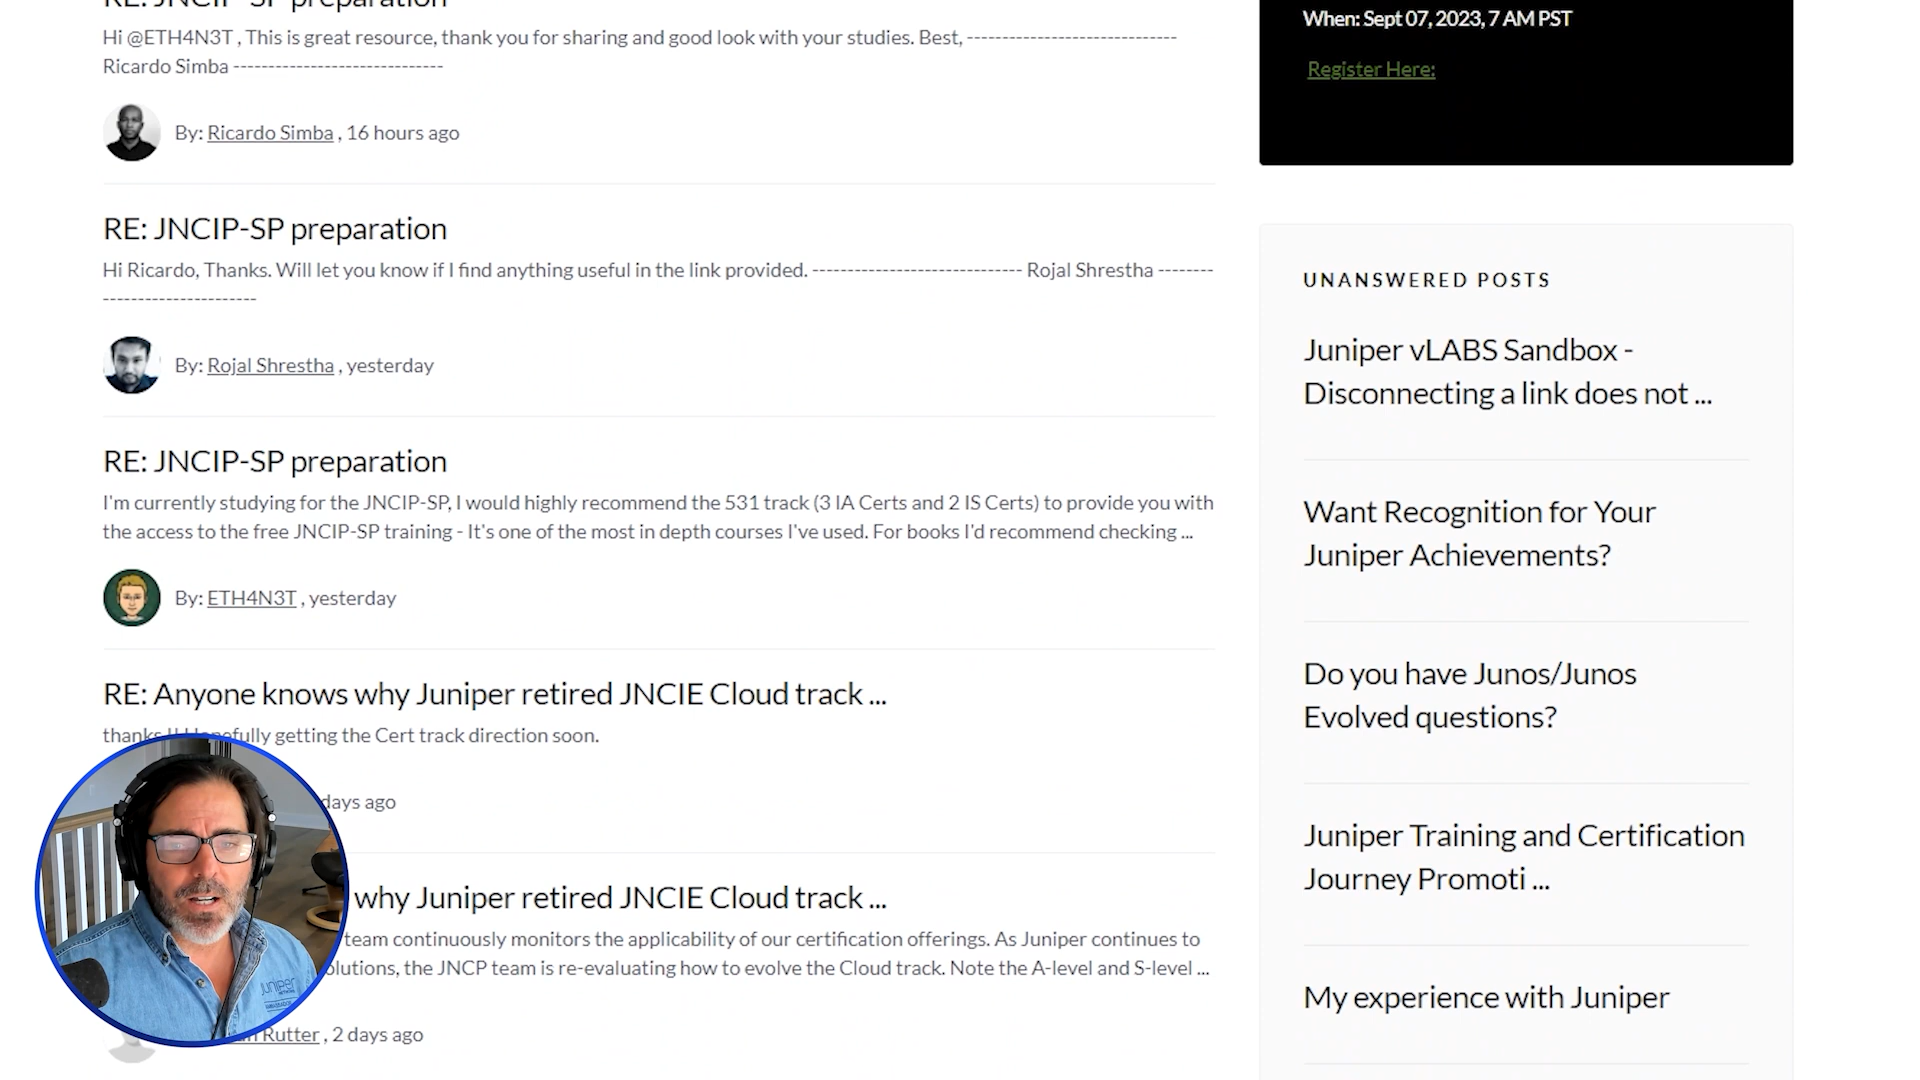 RE: JNCIP-SP preparation
Hi @ETH4N3T , This is great resource, thank you for sharing and good look with your studies. Best, ------------------------------
Ricardo Simba ------------------------------
By: Ricardo Simba , 16 hours ago
RE: JNCIP-SP preparation
Hi Ricardo, Thanks. Will let you know if I find anything useful in the link provided. ------------------------------ Rojal Shrestha --------
----------------------
By: Rojal Shrestha , yesterday
RE: JNCIP-SP preparation
I'm currently studying for the JNCIP-SP, I would highly recommend the 531 track (3 IA Certs and 2 IS Certs) to provide you with
the access to the free JNCIP-SP training - It's one of the most in depth courses I've used. For books I'd recommend checking ...
By: ETH4N3T , yesterday
RE: Anyone knows why Juniper retired JNCIE Cloud track ...
thanks getting the Cert track direction soon.
days ago
why Juniper retired JNCIE Cloud track ...
team continuously monitors the applicability of our certification offerings. As Juniper continues to
the JNCP team is re-evaluating how to evolve the Cloud track. Note the A-level and S-level ...
Rutter , 2 days ago
Juniper
When: Sept 07, 2023, 7 AM PST
Register Here:
UNANSWERED POSTS
Juniper vLABS Sandbox -
Disconnecting a link does not ...
Want Recognition for Your
Juniper Achievements?
Do you have Junos/Junos
Evolved questions?
Juniper Training and Certification
Journey Promoti ...
My experience with Juniper